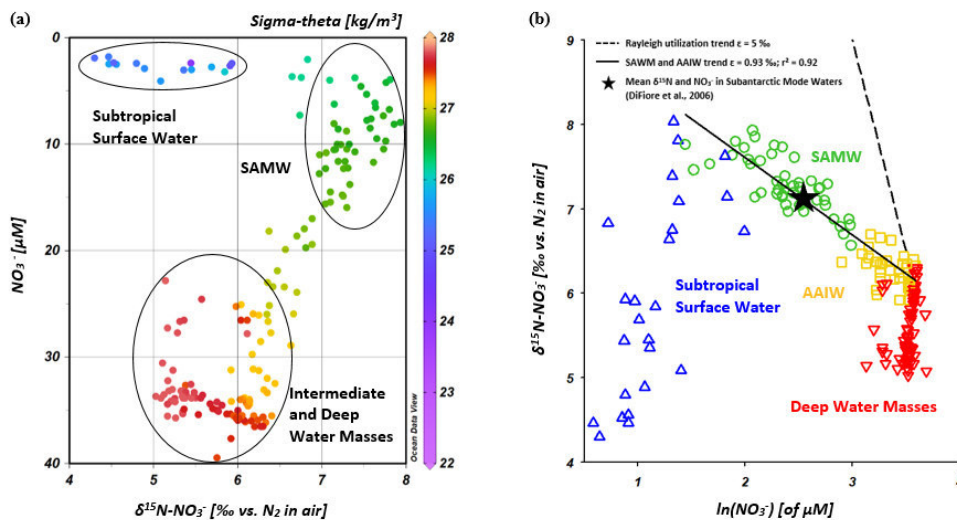 (a)
Sigma-theta [kg/m³]
0
10
20
30
40
NO₃⁻ [µM]
Subtropical
Surface Water
SAMW
Intermediate
and Deep
Water Masses
Ocean Data View
28
27
26
25
24
23
22
4
5
6
7
8
δ¹⁵N-NO₃⁻ [‰ vs. N₂ in air]
(b)
Rayleigh utilization trend ε = 5 ‰
SAWM and AAIW trend ε = 0.93 ‰; r² = 0.92
Mean δ¹⁵N and NO₃⁻ in Subantarctic Mode Waters
(DiFiore et al., 2006)
9
8
7
6
5
4
δ¹⁵N-NO₃⁻ [‰ vs. N₂ in air]
SAMW
AAIW
Subtropical
Surface Water
Deep Water Masses
1
2
3
ln(NO₃⁻) [of µM]